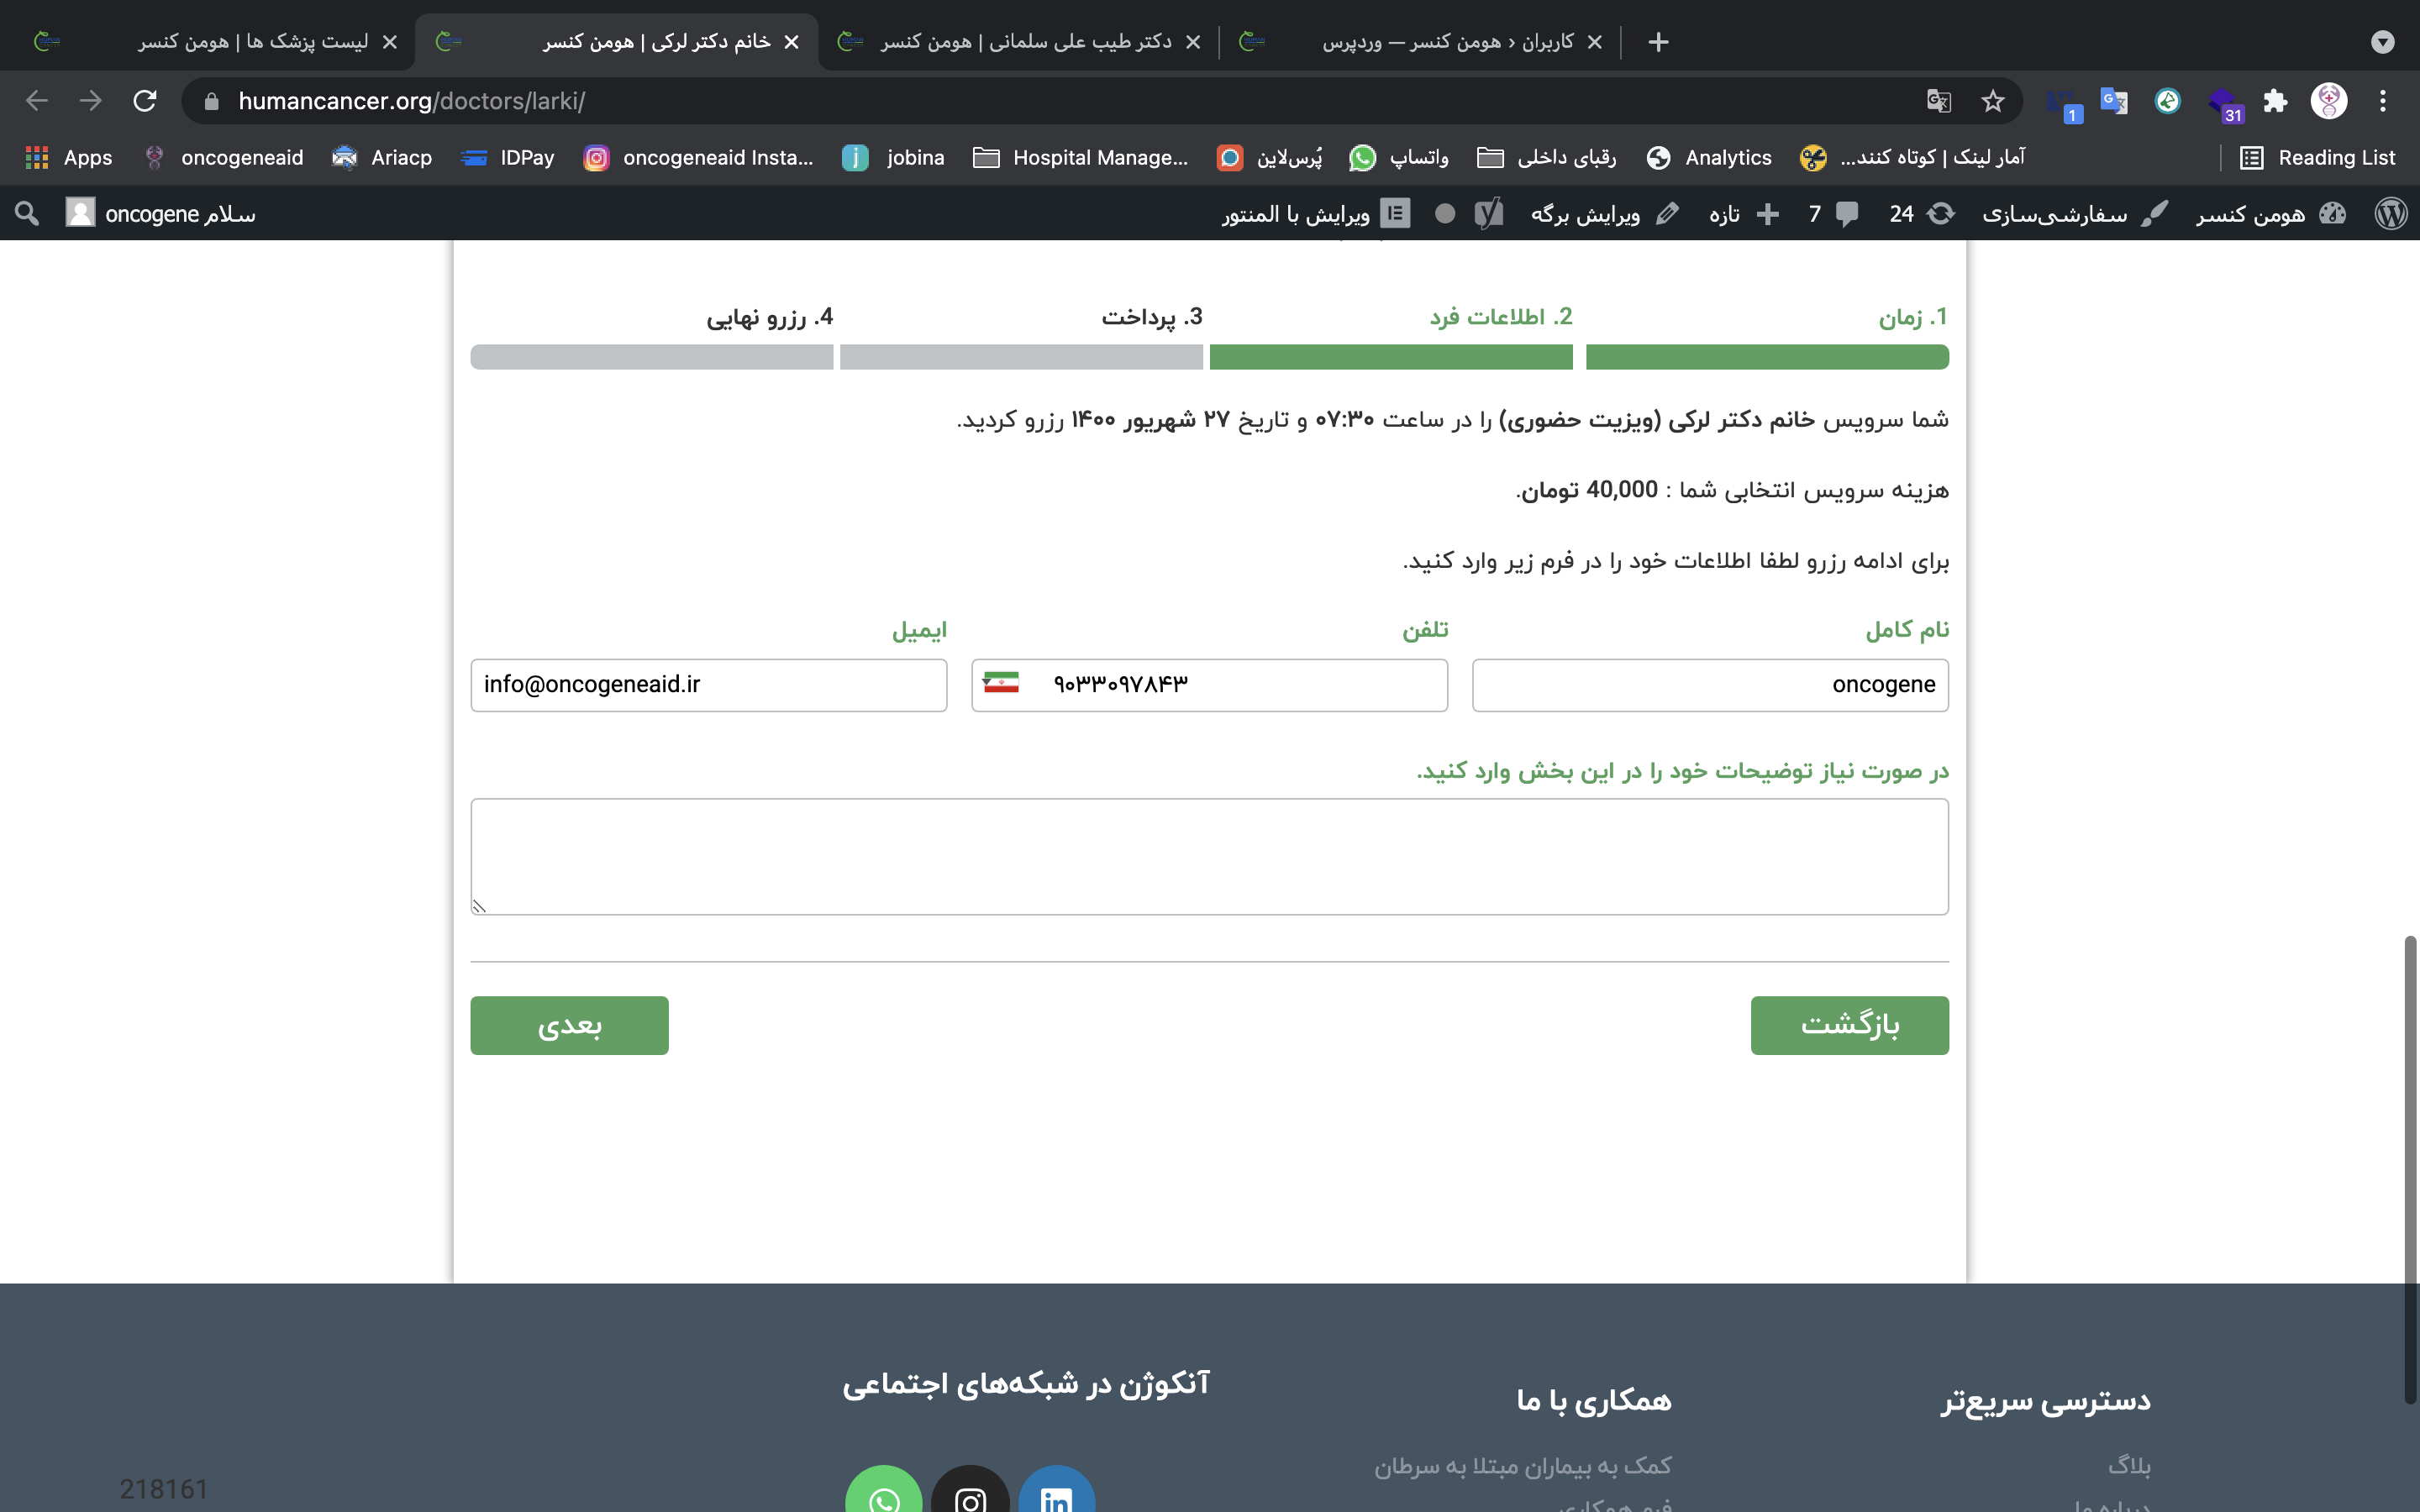 لیست پزشک ها | هومن کنسر
خانم دکتر لرکی | هومن کنسر
دکتر طیب علی سلمانی | هومن کنسر
کاربران ‹ هومن کنسر — وردپرس
humancancer.org/doctors/larki/
1
31
Apps
oncogeneaid
Ariacp
IDPay
oncogeneaid Insta...
jobina
Hospital Manage...
پُرس‌لاین
واتساپ
رقبای داخلی
Analytics
آمار لینک | کوتاه کنند...
Reading List
هومن کنسر
سفارشی‌سازی
24
7
تازه
ویرایش برگه
ویرایش با المنتور
سلام oncogene
1. زمان
2. اطلاعات فرد
3. پرداخت
4. رزرو نهایی
شما سرویس خانم دکتر لرکی (ویزیت حضوری) را در ساعت ۰۷:۳۰ و تاریخ ۲۷ شهریور ۱۴۰۰ رزرو کردید.
هزینه سرویس انتخابی شما : 40,000 تومان.
برای ادامه رزرو لطفا اطلاعات خود را در فرم زیر وارد کنید.
نام کامل
تلفن
ایمیل
oncogene
۹۰۳۳۰۹۷۸۴۳
info@oncogeneaid.ir
در صورت نیاز توضیحات خود را در این بخش وارد کنید.
بازگشت
بعدی
دسترسی سریع‌تر
همکاری با ما
آنکوژن در شبکه‌های اجتماعی
بلاگ
کمک به بیماران مبتلا به سرطان
درباره ما
فرم همکاری
218161